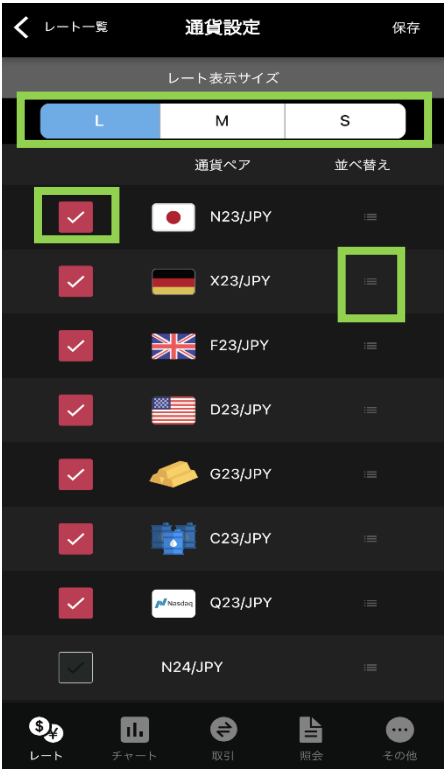 レート一覧 通貨設定 保存
レート表示サイズ
L M S
通貨ペア 並べ替え
N23/JPY
X23/JPY
F23/JPY
D23/JPY
G23/JPY
C23/JPY
Nasdaq Q23/JPY
N24/JPY
$ ¥
レート チャート 取引 照会 その他